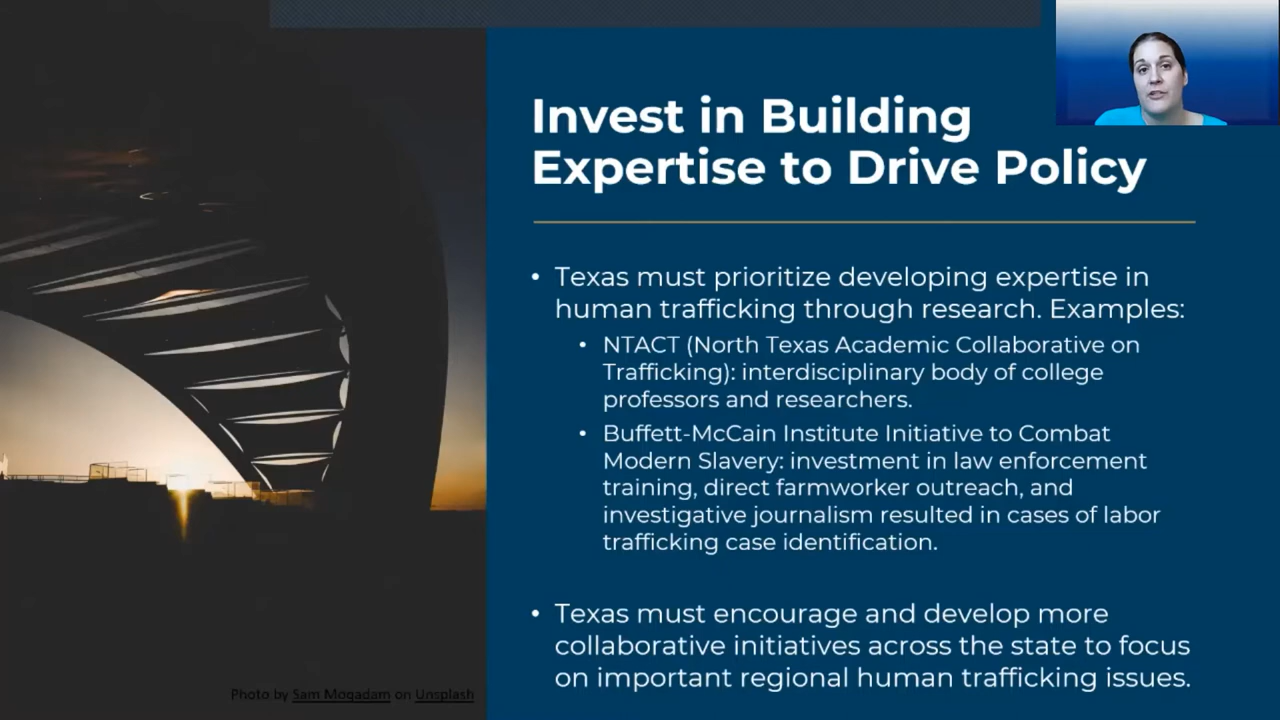 Invest in Building
Expertise to Drive Policy
• Texas must prioritize developing expertise in
human trafficking through research. Examples:
• NTACT (North Texas Academic Collaborative on
Trafficking): interdisciplinary body of college
professors and researchers.
• Buffett-McCain Institute Initiative to Combat
Modern Slavery: investment in law enforcement
training, direct farmworker outreach, and
investigative journalism resulted in cases of labor
trafficking case identification.
• Texas must encourage and develop more
collaborative initiatives across the state to focus
on important regional human trafficking issues.
Photo by Sam Moqadam on Unsplash